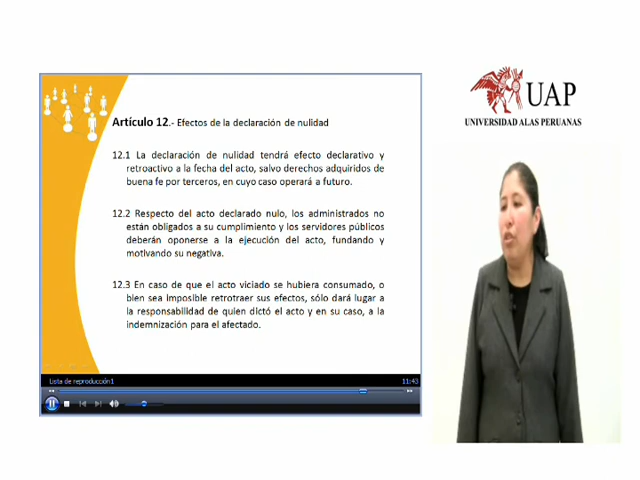 Artículo 12.- Efectos de la declaración de nulidad
12.1 La declaración de nulidad tendrá efecto declarativo y
retroactivo a la fecha del acto, salvo derechos adquiridos de
buena fe por terceros, en cuyo caso operará a futuro.
12.2 Respecto del acto declarado nulo, los administrados no
están obligados a su cumplimiento y los servidores públicos
deberán oponerse a la ejecución del acto, fundando y
motivando su negativa.
12.3 En caso de que el acto viciado se hubiera consumado, o
bien sea imposible retrotraer sus efectos, sólo dará lugar a
la responsabilidad de quien dictó el acto y en su caso, a la
indemnización para el afectado.
Lista de reproducción1 11:43
UAP
UNIVERSIDAD ALAS PERUANAS